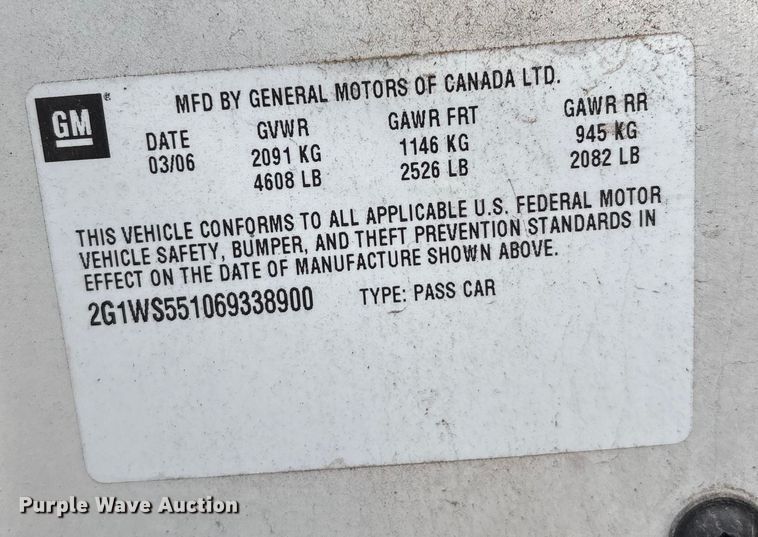 GM
MFD BY GENERAL MOTORS OF CANADA LTD.
DATE GVWR GAWR FRT GAWR RR
03/06 2091 KG 1146 KG 945 KG
4608 LB 2526 LB 2082 LB
THIS VEHICLE CONFORMS TO ALL APPLICABLE U.S. FEDERAL MOTOR
VEHICLE SAFETY, BUMPER, AND THEFT PREVENTION STANDARDS IN
EFFECT ON THE DATE OF MANUFACTURE SHOWN ABOVE.
2G1WS551069338900 TYPE: PASS CAR
Purple Wave Auction